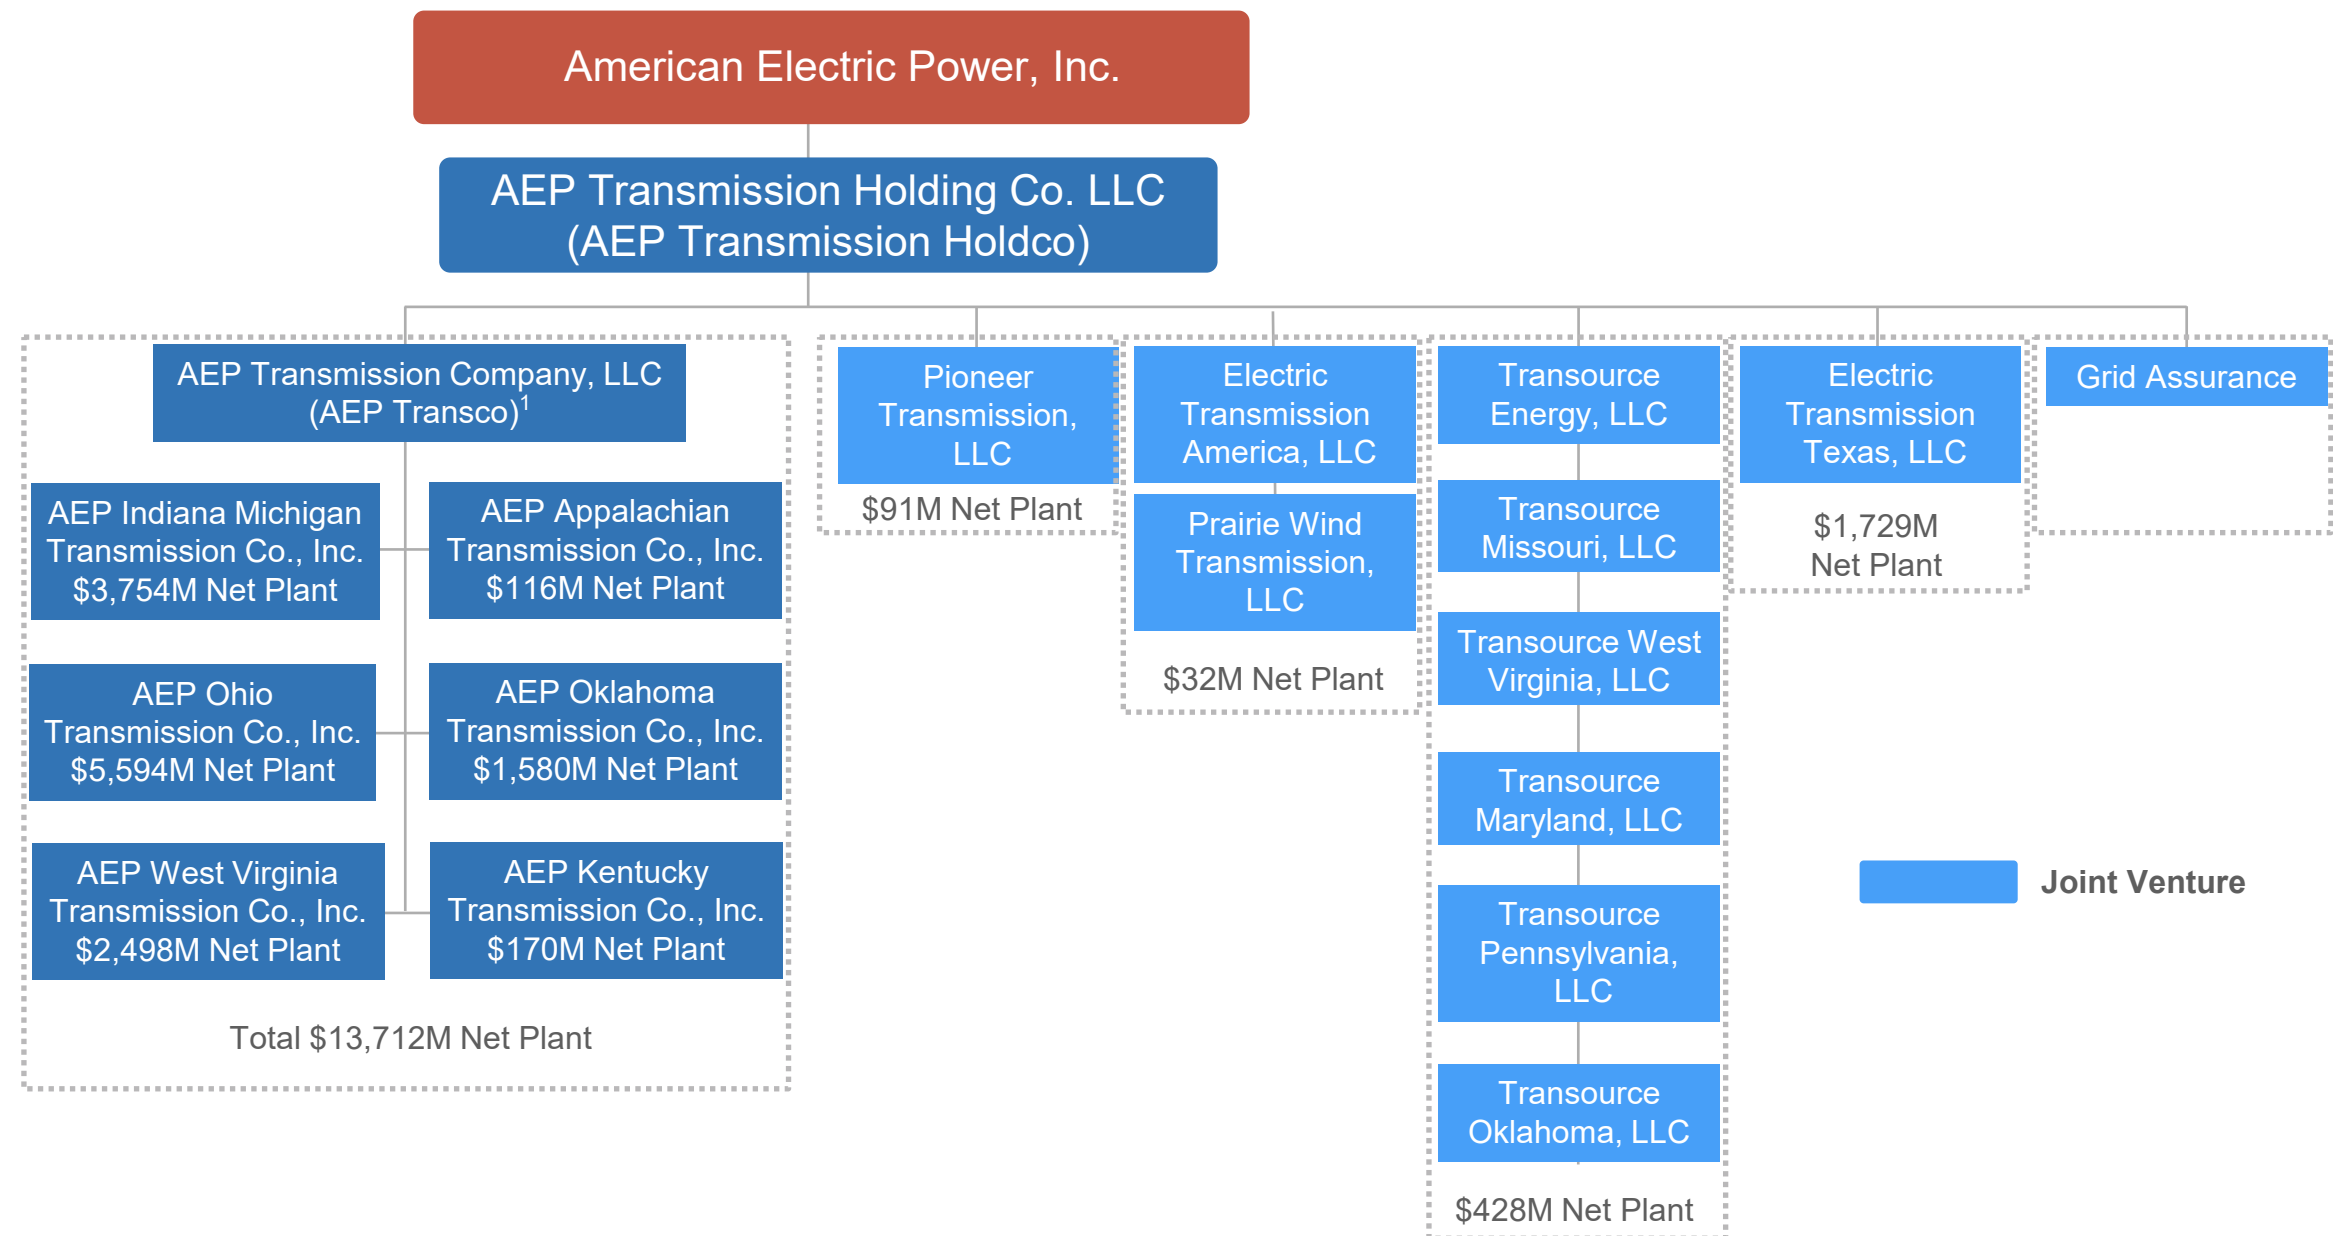 American Electric Power, Inc.
AEP Transmission Holding Co. LLC
(AEP Transmission Holdco)
AEP Transmission Company, LLC
(AEP Transco)1
AEP Indiana Michigan
Transmission Co., Inc.
$3,754M Net Plant
AEP Appalachian
Transmission Co., Inc.
$116M Net Plant
AEP Ohio
Transmission Co., Inc.
$5,594M Net Plant
AEP Oklahoma
Transmission Co., Inc.
$1,580M Net Plant
AEP West Virginia
Transmission Co., Inc.
$2,498M Net Plant
AEP Kentucky
Transmission Co., Inc.
$170M Net Plant
Total $13,712M Net Plant
Pioneer
Transmission,
LLC
$91M Net Plant
Electric
Transmission
America, LLC
Prairie Wind
Transmission,
LLC
$32M Net Plant
Transource
Energy, LLC
Transource
Missouri, LLC
Transource West
Virginia, LLC
Transource
Maryland, LLC
Transource
Pennsylvania,
LLC
Transource
Oklahoma, LLC
$428M Net Plant
Electric
Transmission
Texas, LLC
$1,729M
Net Plant
Grid Assurance
Joint Venture